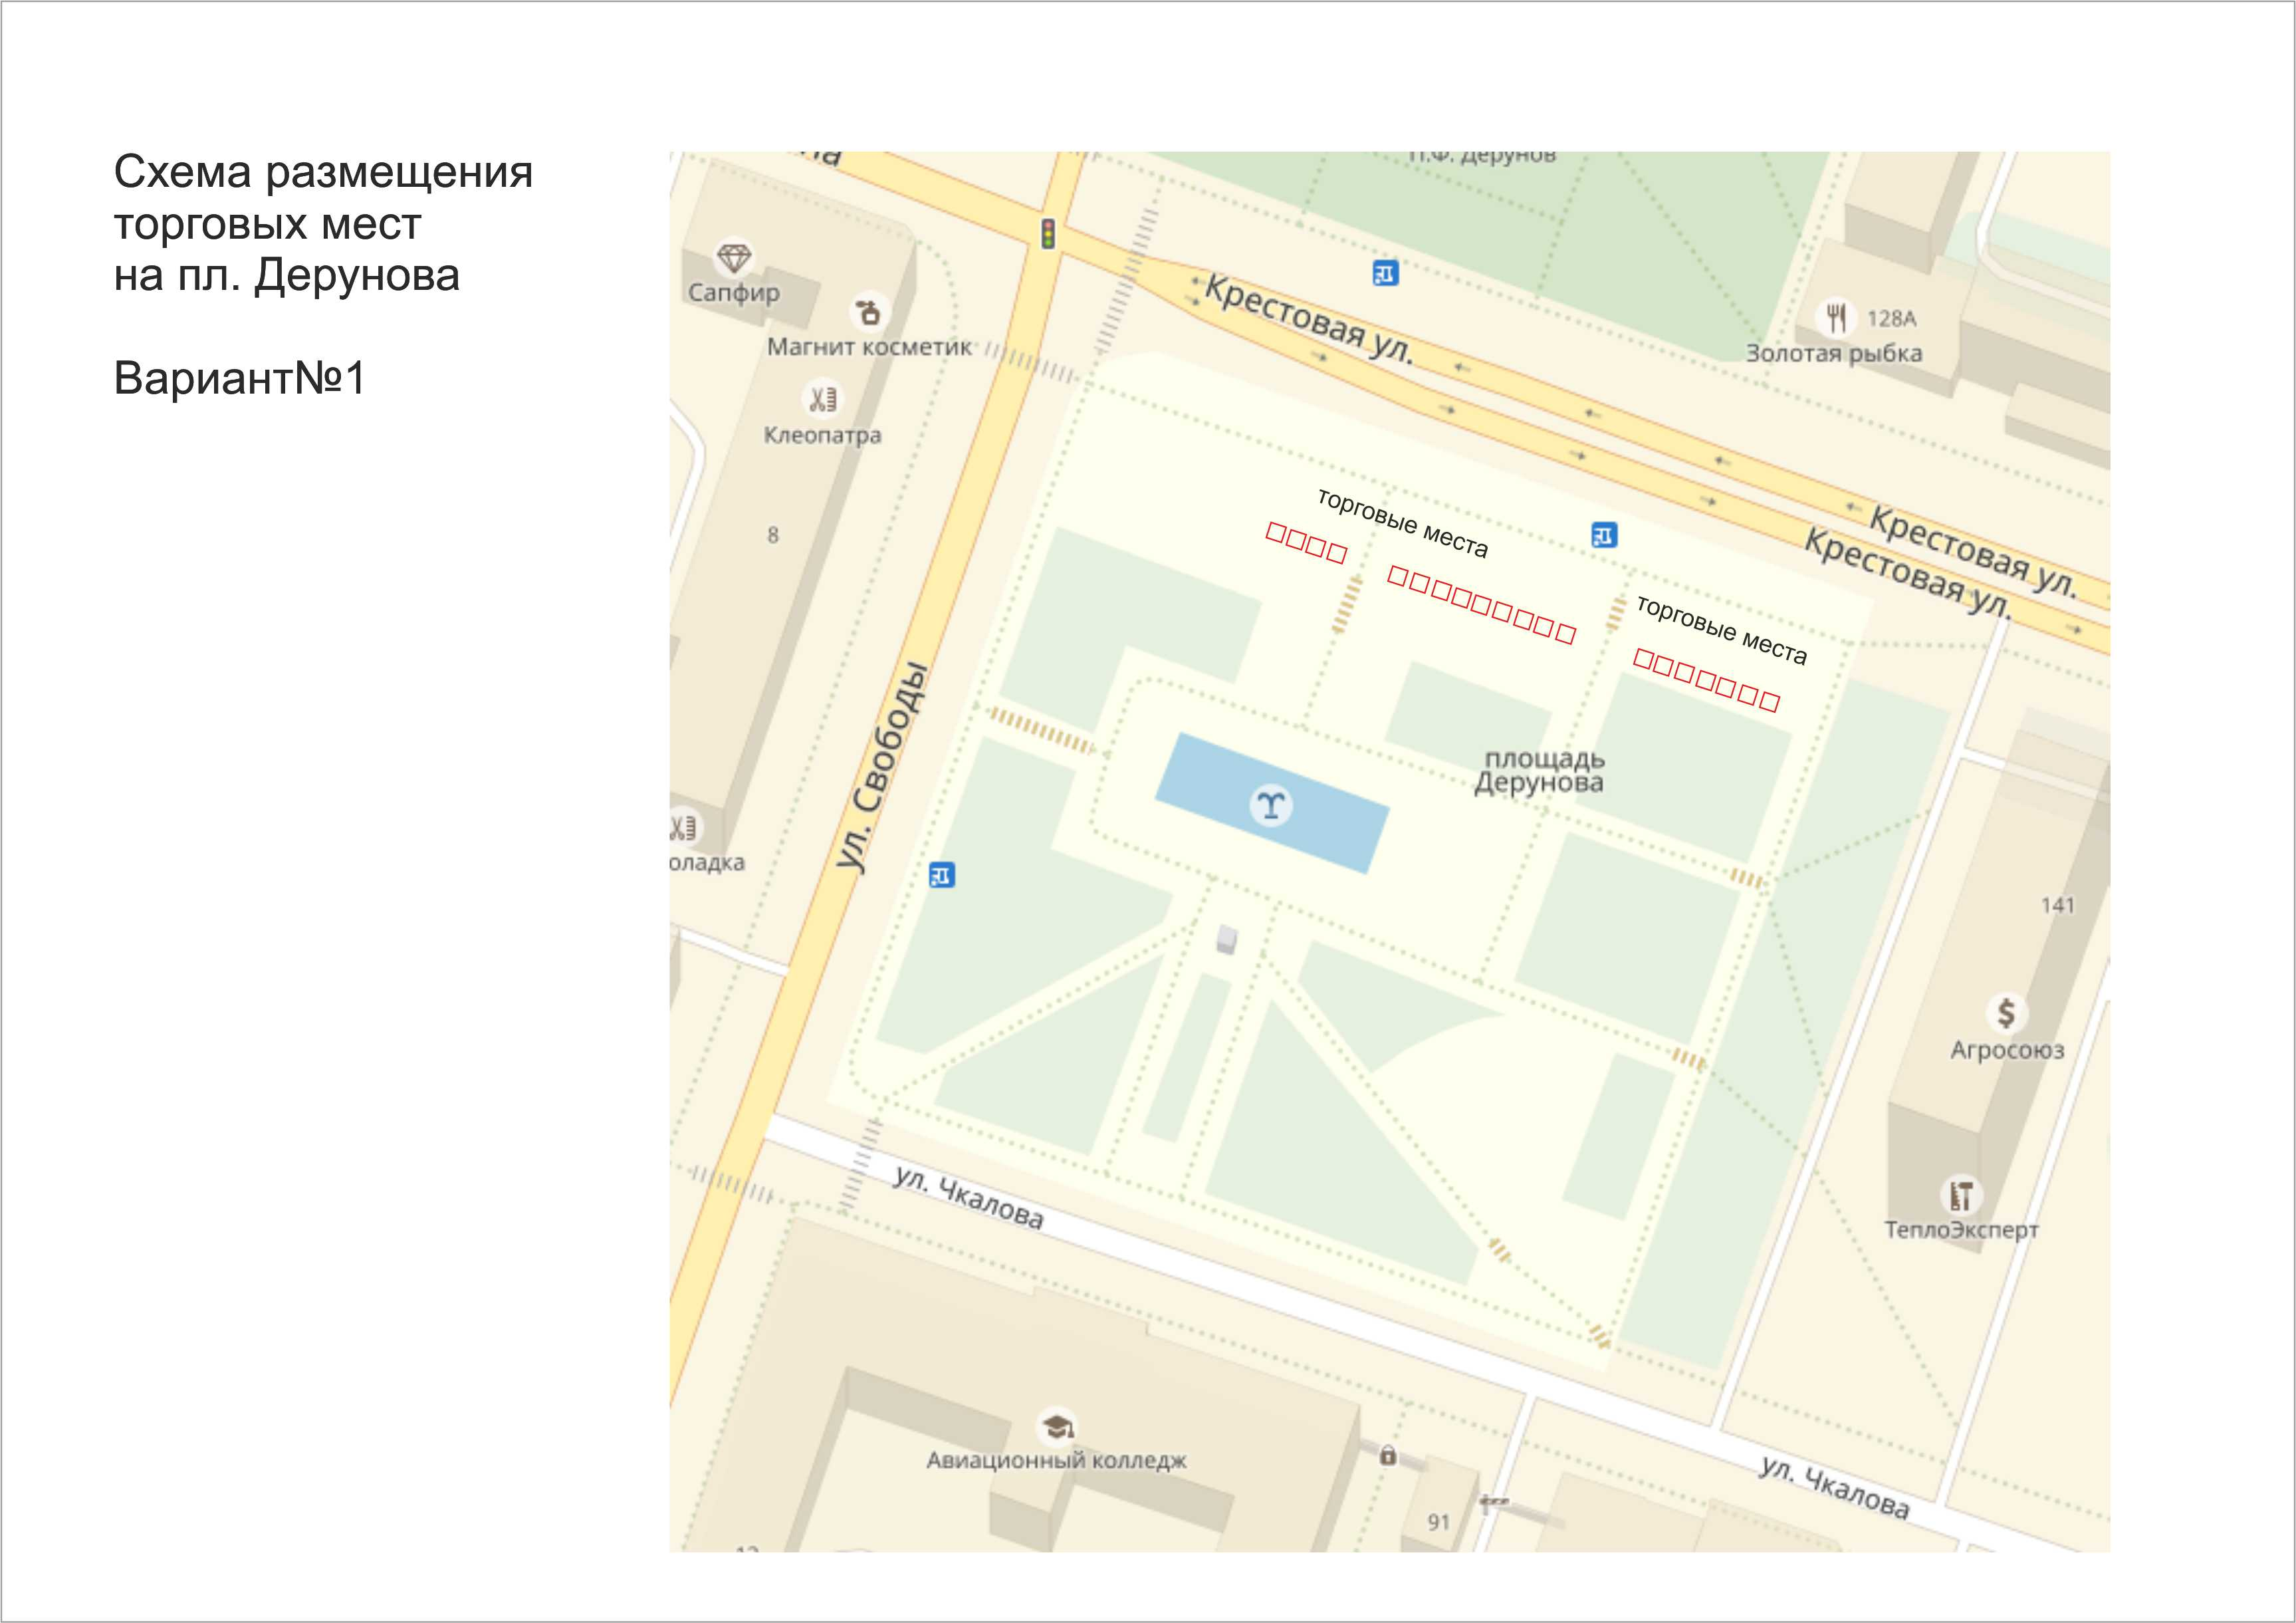 Схема размещения
торговых мест
на пл. Дерунова
Вариант№1
П.Ф. Дерунов
Сапфир
Магнит косметик
Клеопатра
8
Крестовая ул.
128А
Золотая рыбка
торговые места
Крестовая ул.
Крестовая ул.
торговые места
ул. Свободы
площадь
Дерунова
141
Агросоюз
ТеплоЭксперт
ул. Чкалова
Авиационный колледж
91
ул. Чкалова